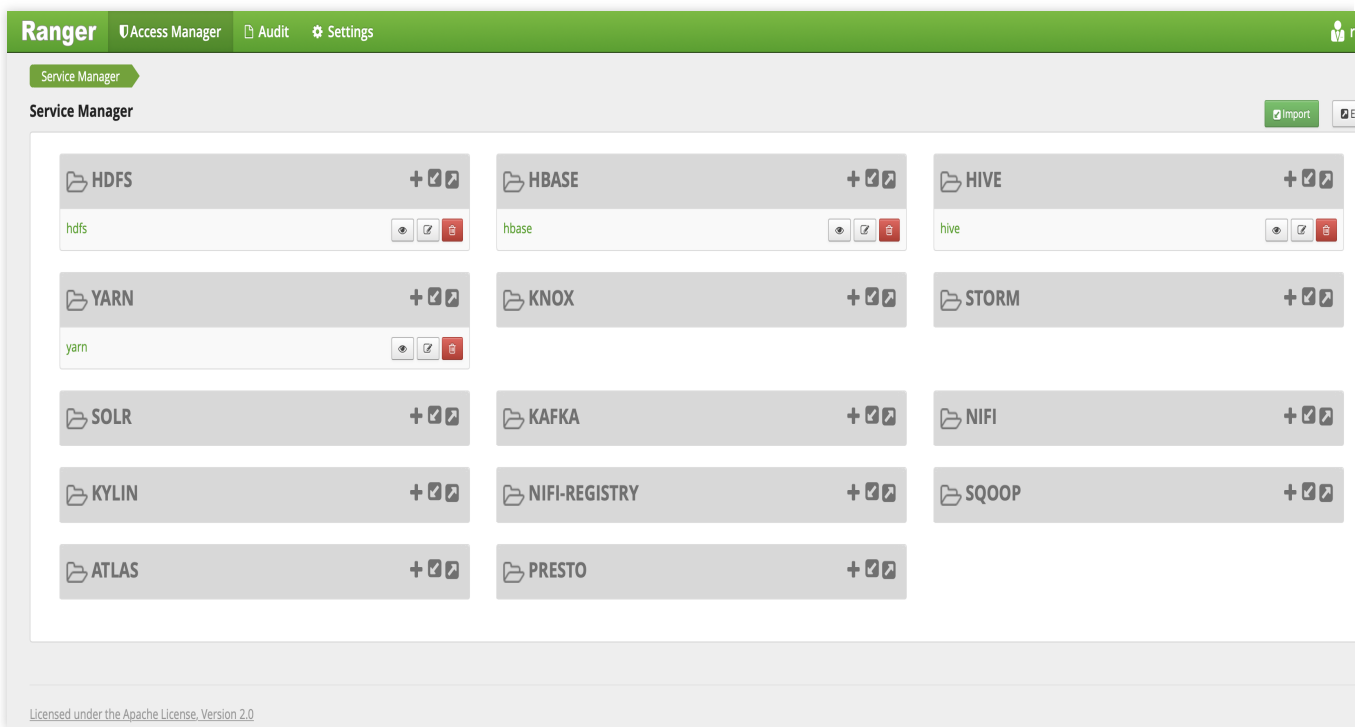 Ranger Access Manager Audit Settings
Service Manager
Service Manager
Import
HDFS HBASE HIVE
hdfs hbase hive
YARN KNOX STORM
yarn
SOLR KAFKA NIFI
KYLIN NIFI-REGISTRY SQOOP
ATLAS PRESTO
Licensed under the Apache License, Version 2.0